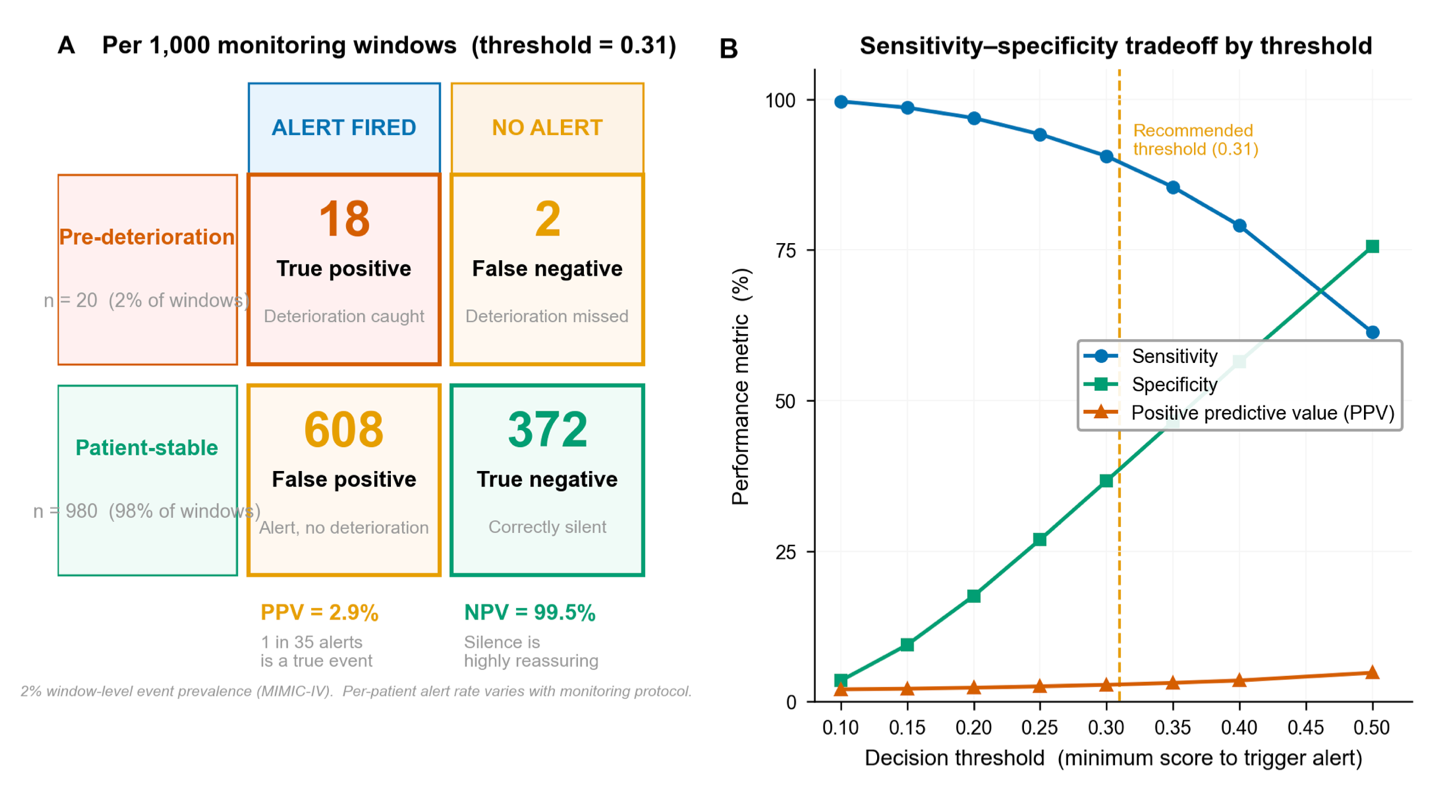 A Per 1,000 monitoring windows (threshold = 0.31)
ALERT FIRED
NO ALERT
Pre-deterioration
n = 20 (2% of windows)
18
True positive
Deterioration caught
2
False negative
Deterioration missed
Patient-stable
n = 980 (98% of windows)
608
False positive
Alert, no deterioration
372
True negative
Correctly silent
PPV = 2.9%
1 in 35 alerts
is a true event
NPV = 99.5%
Silence is
highly reassuring
2% window-level event prevalence (MIMIC-IV). Per-patient alert rate varies with monitoring protocol.
B
Sensitivity–specificity tradeoff by threshold
Performance metric (%)
100
75
50
25
0
Recommended
threshold (0.31)
Sensitivity
Specificity
Positive predictive value (PPV)
0.10 0.15 0.20 0.25 0.30 0.35 0.40 0.45 0.50
Decision threshold (minimum score to trigger alert)